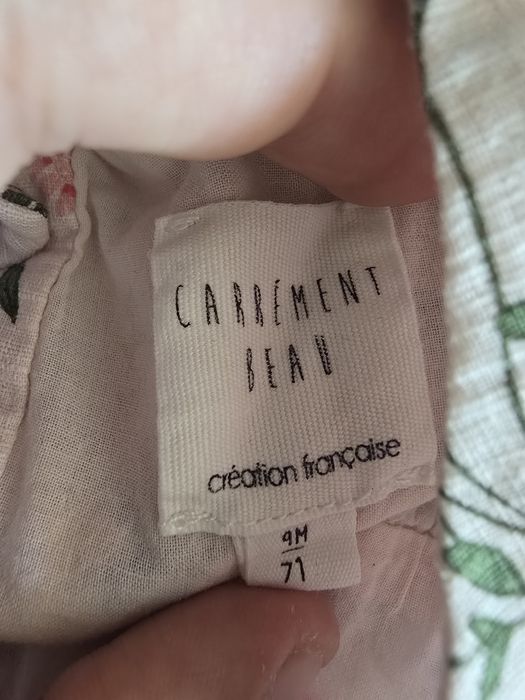 CARRÉMENT
BEAU
création française
9M
71